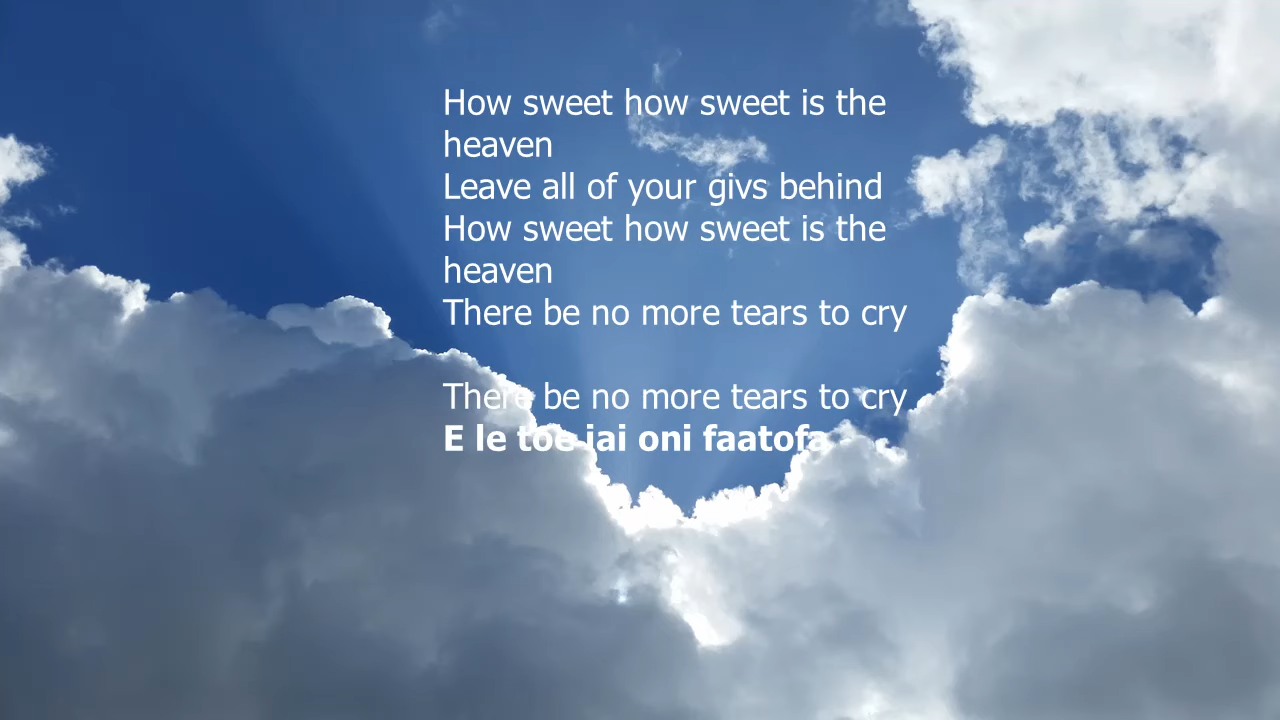 How sweet how sweet is the
heaven
Leave all of your givs behind
How sweet how sweet is the
heaven
There be no more tears to cry
There be no more tears to cry
E le toe iai oni faatofa